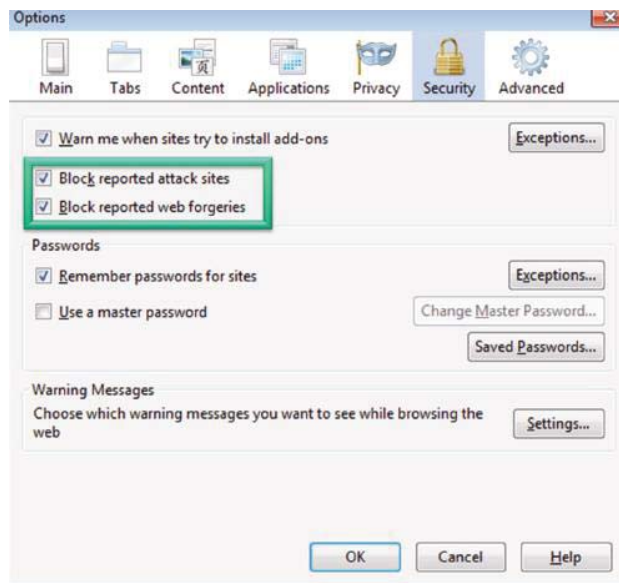 Options
Main Tabs Content Applications Privacy Security Advanced
Warn me when sites try to install add-ons Exceptions...
Block reported attack sites
Block reported web forgeries
Passwords
Remember passwords for sites Exceptions...
Use a master password Change Master Password...
Saved Passwords...
Warning Messages
Choose which warning messages you want to see while browsing the
web Settings...
OK Cancel Help